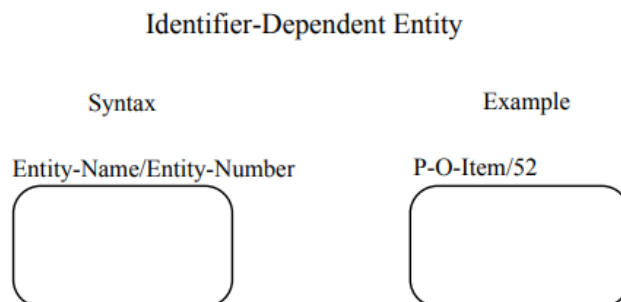 Identifier-Dependent Entity
Syntax
Example
Entity-Name/Entity-Number
P-O-Item/52